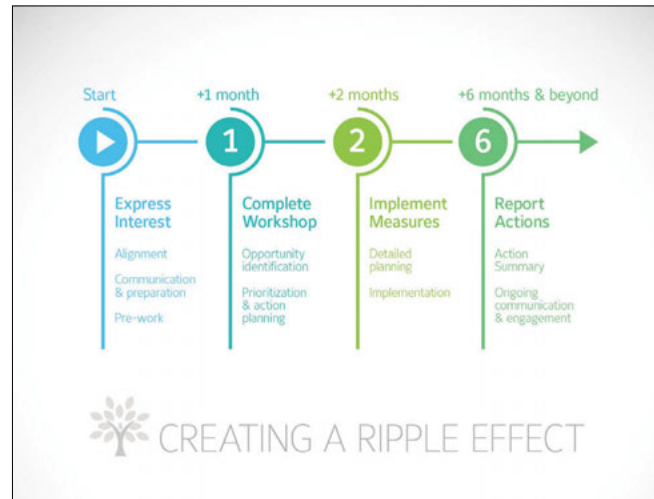 Start
+1 month
+2 months
+6 months & beyond
1
2
6
Express
Interest
Alignment
Communication
& preparation
Pre-work
Complete
Workshop
Opportunity
identification
Prioritization
& action
planning
Implement
Measures
Detailed
planning
Implementation
Report
Actions
Action
Summary
Ongoing
communication
& engagement
CREATING A RIPPLE EFFECT